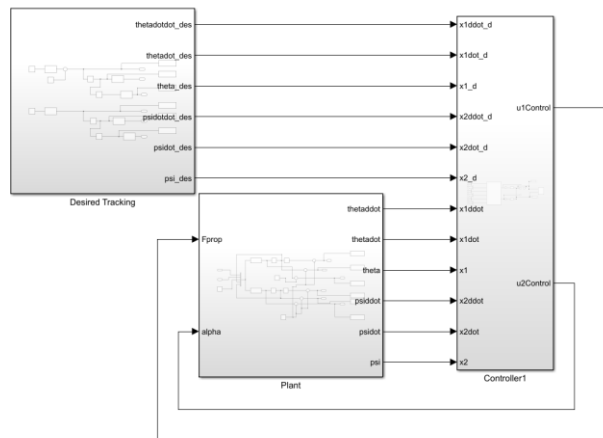 thetadotdot_des
thetadot_des
theta_des
psidotdot_des
psidot_des
psi_des
Desired Tracking
Fprop
alpha
thetaddot
thetadot
theta
psiddot
psidot
psi
Plant
x1ddot_d
x1dot_d
x1_d
x2ddot_d
x2dot_d
x2_d
x1ddot
x1dot
x1
x2ddot
x2dot
x2
u1Control
u2Control
Controller1